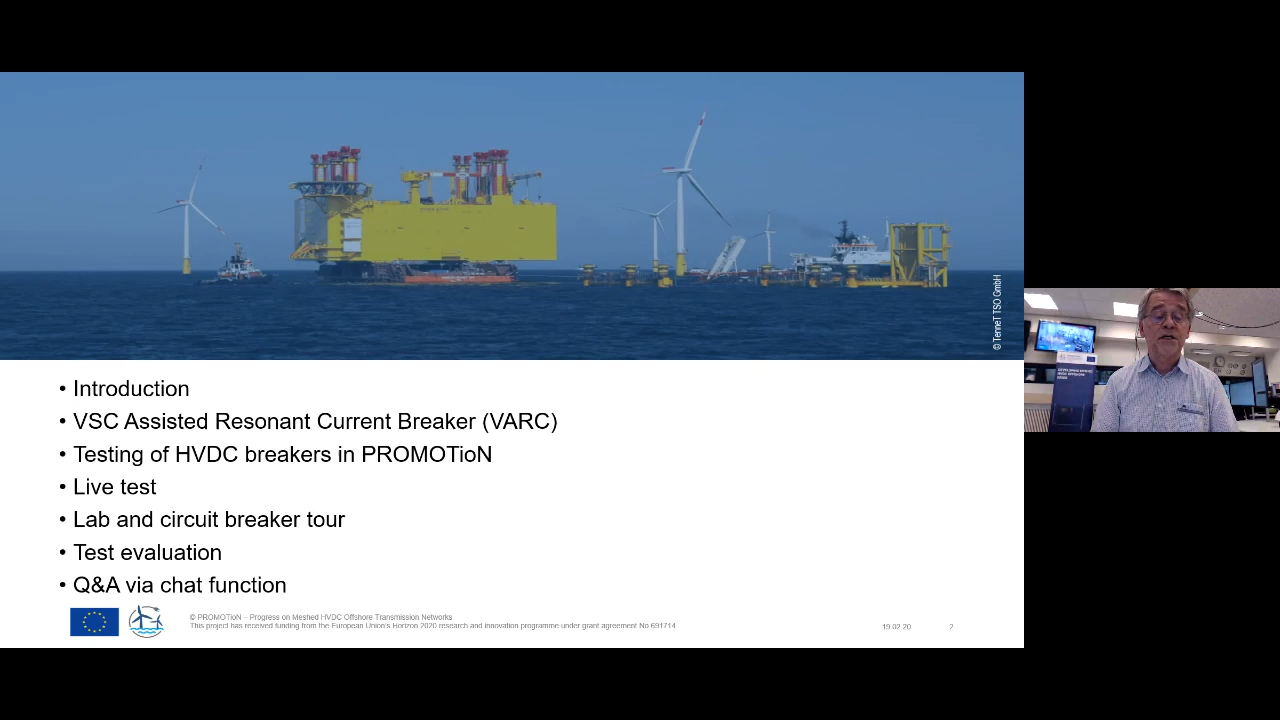 © TenneT TSO GmbH
• Introduction
• VSC Assisted Resonant Current Breaker (VARC)
• Testing of HVDC breakers in PROMOTioN
• Live test
• Lab and circuit breaker tour
• Test evaluation
• Q&A via chat function
© PROMOTioN – Progress on Meshed HVDC Offshore Transmission Networks
This project has received funding from the European Union's Horizon 2020 research and innovation programme under grant agreement No 691714
19.02.20
2